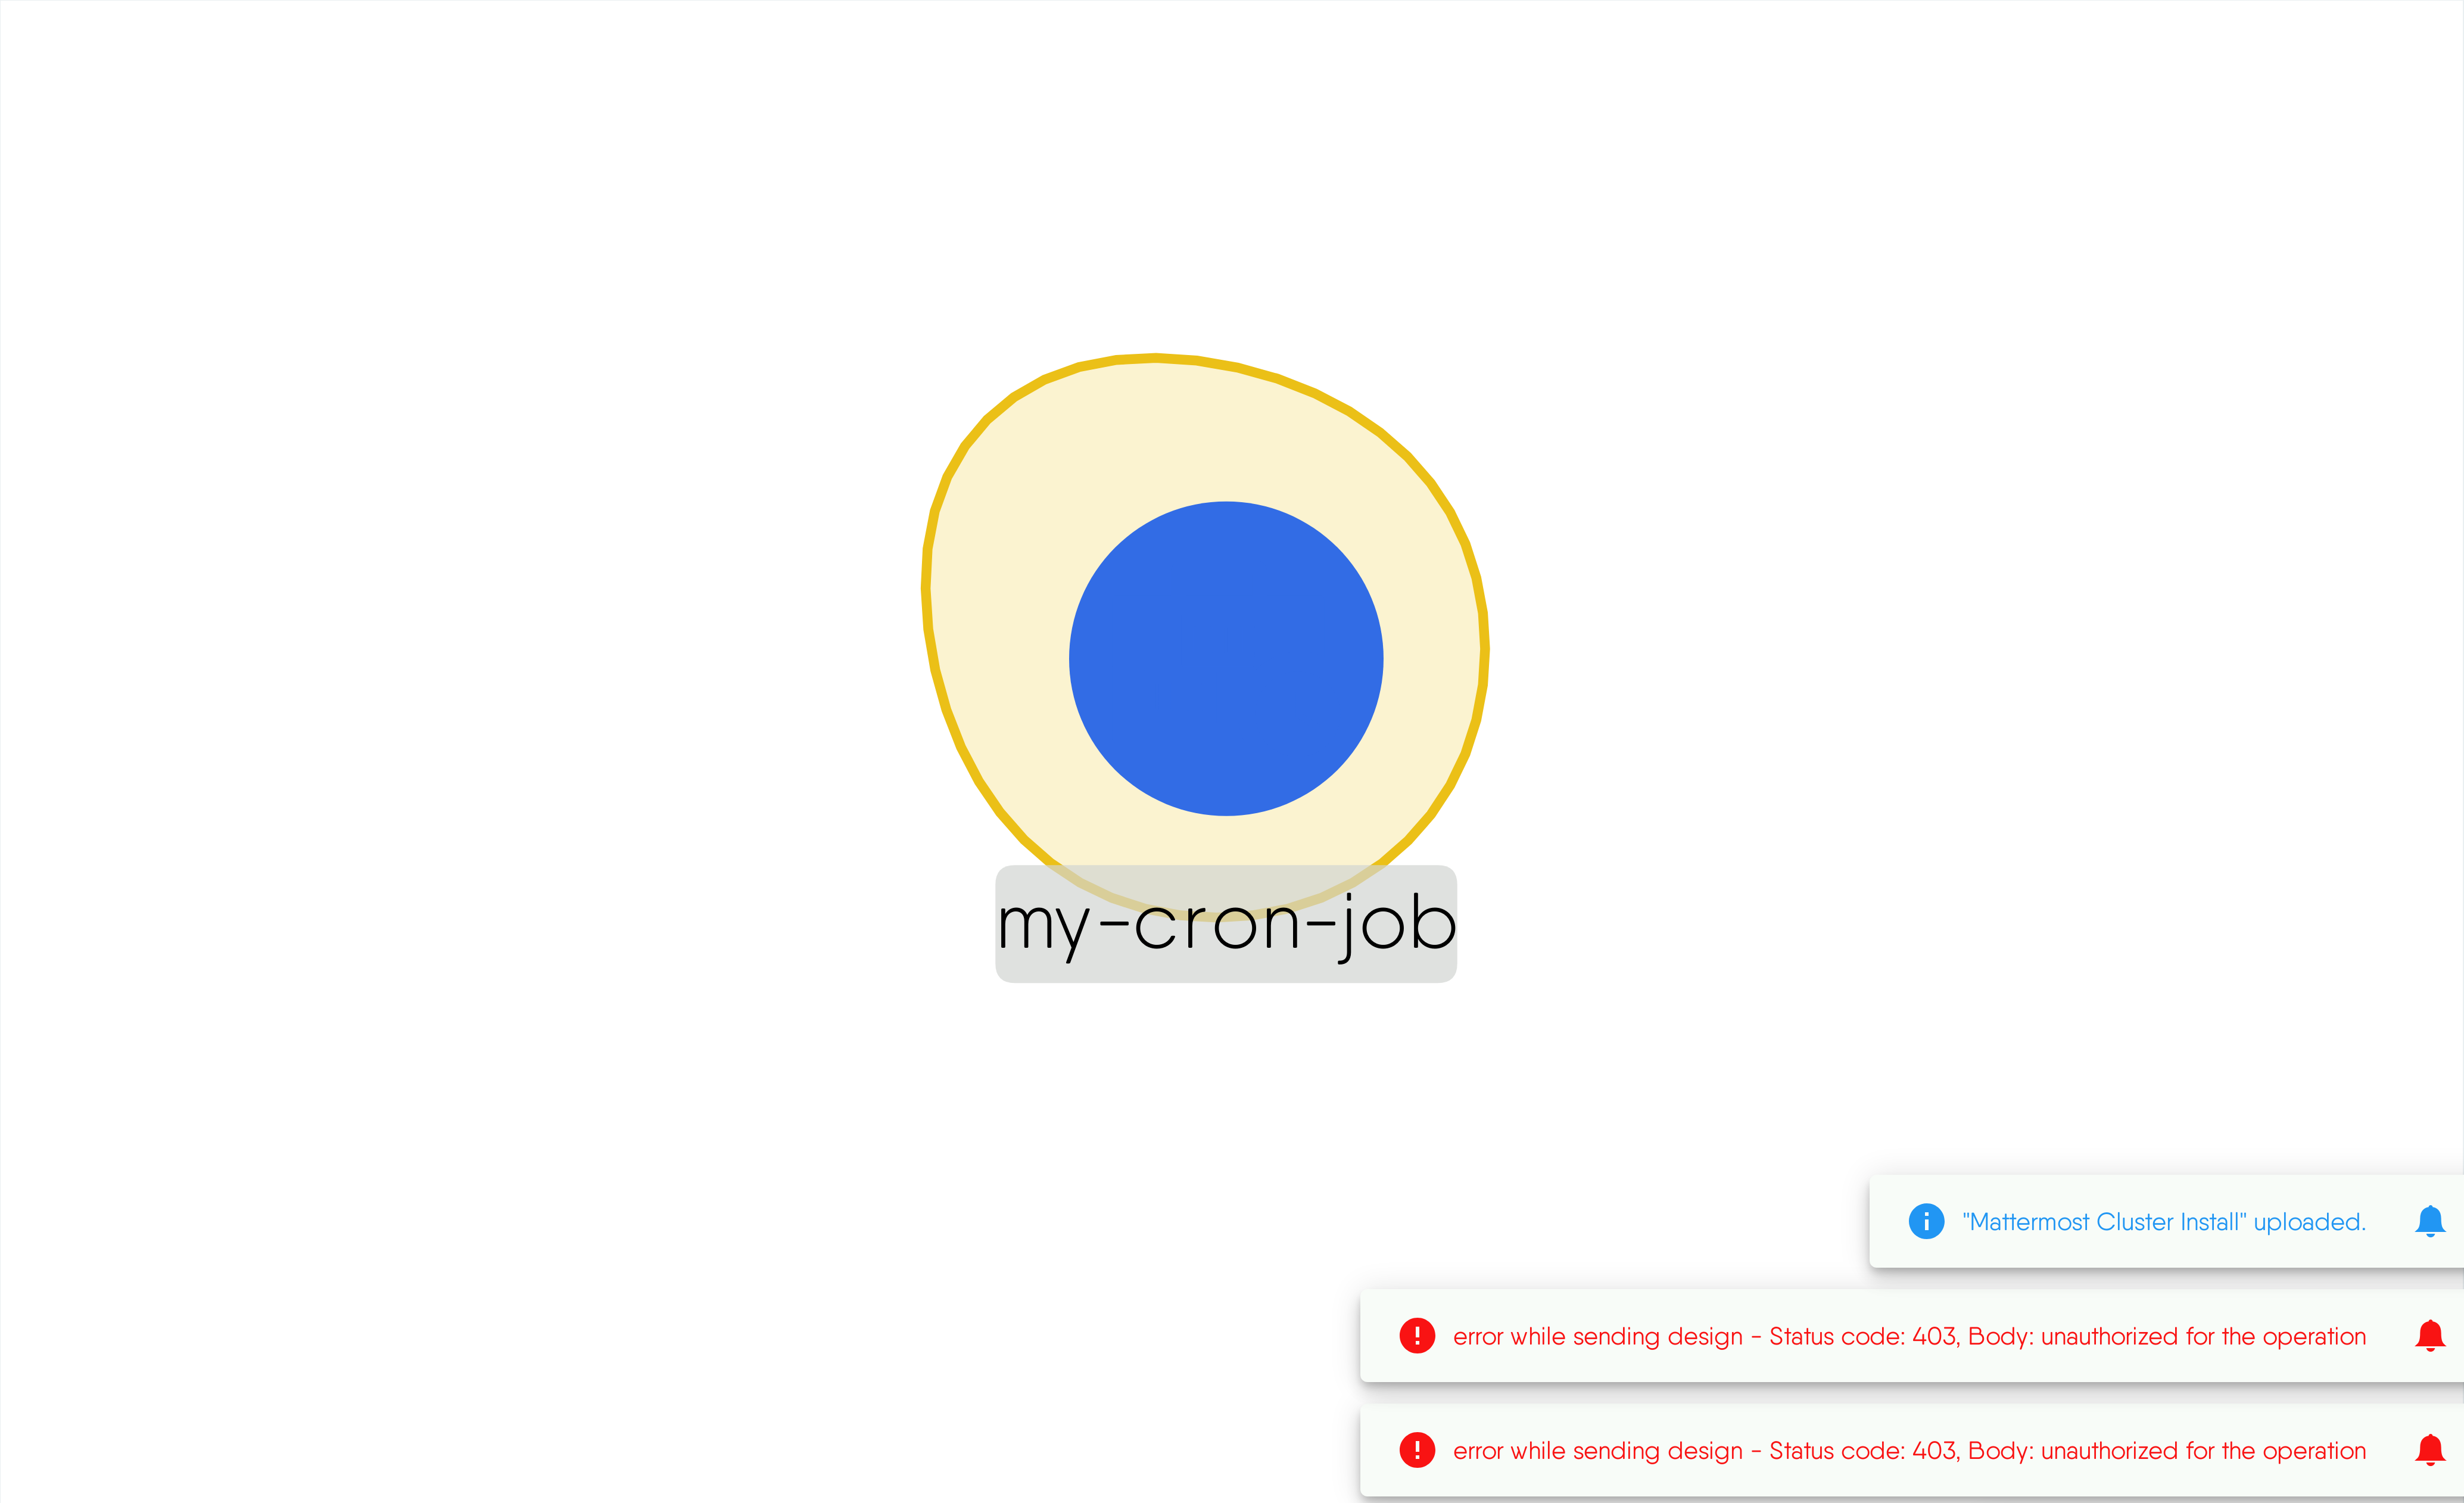 my-cron-job
"Mattermost Cluster Install" uploaded.
error while sending design - Status code: 403, Body: unauthorized for the operation
error while sending design - Status code: 403, Body: unauthorized for the operation